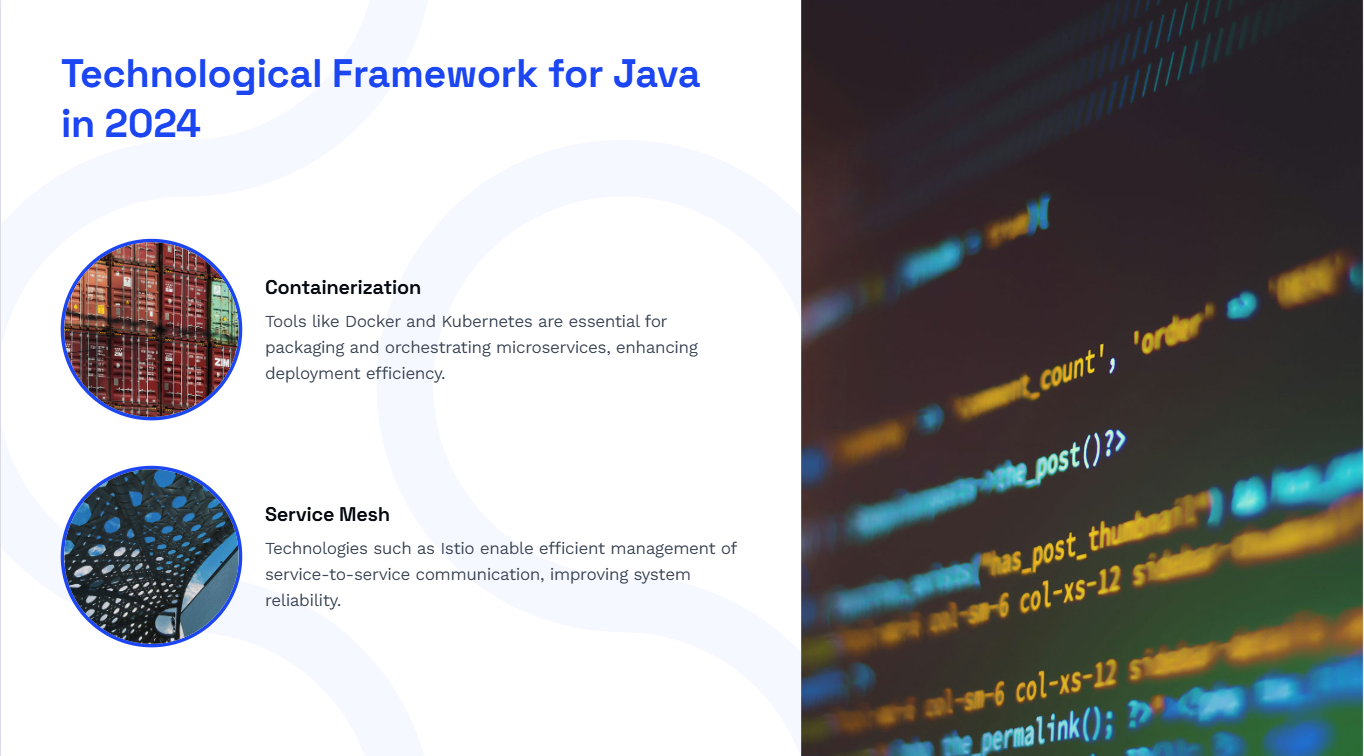 Technological Framework for Java
in 2024
Containerization
Tools like Docker and Kubernetes are essential for
packaging and orchestrating microservices, enhancing
deployment efficiency.
Service Mesh
Technologies such as Istio enable efficient management of
service-to-service communication, improving system
reliability.
ZIM
_count', 'order' =>
the_post()?>
"has_post_thumbnail") &&
col-sm-6 col-xs-12
col-sm-6 col-xs-12
the_permalink(); ?>